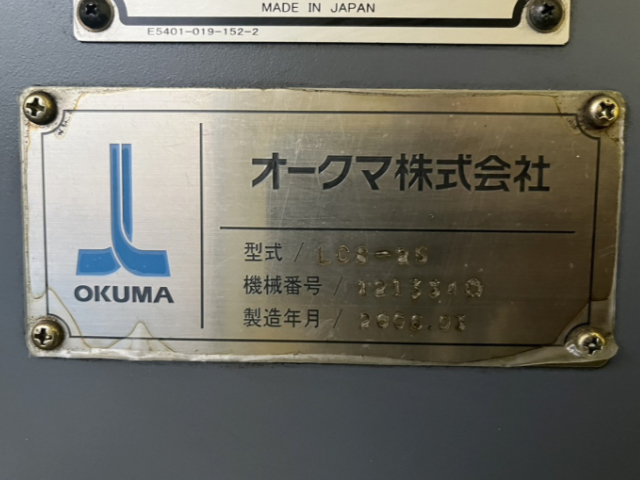 MADE IN JAPAN
E5401-019-152-2
オークマ株式会社
OKUMA
型式 /
機械番号 /
製造年月 /